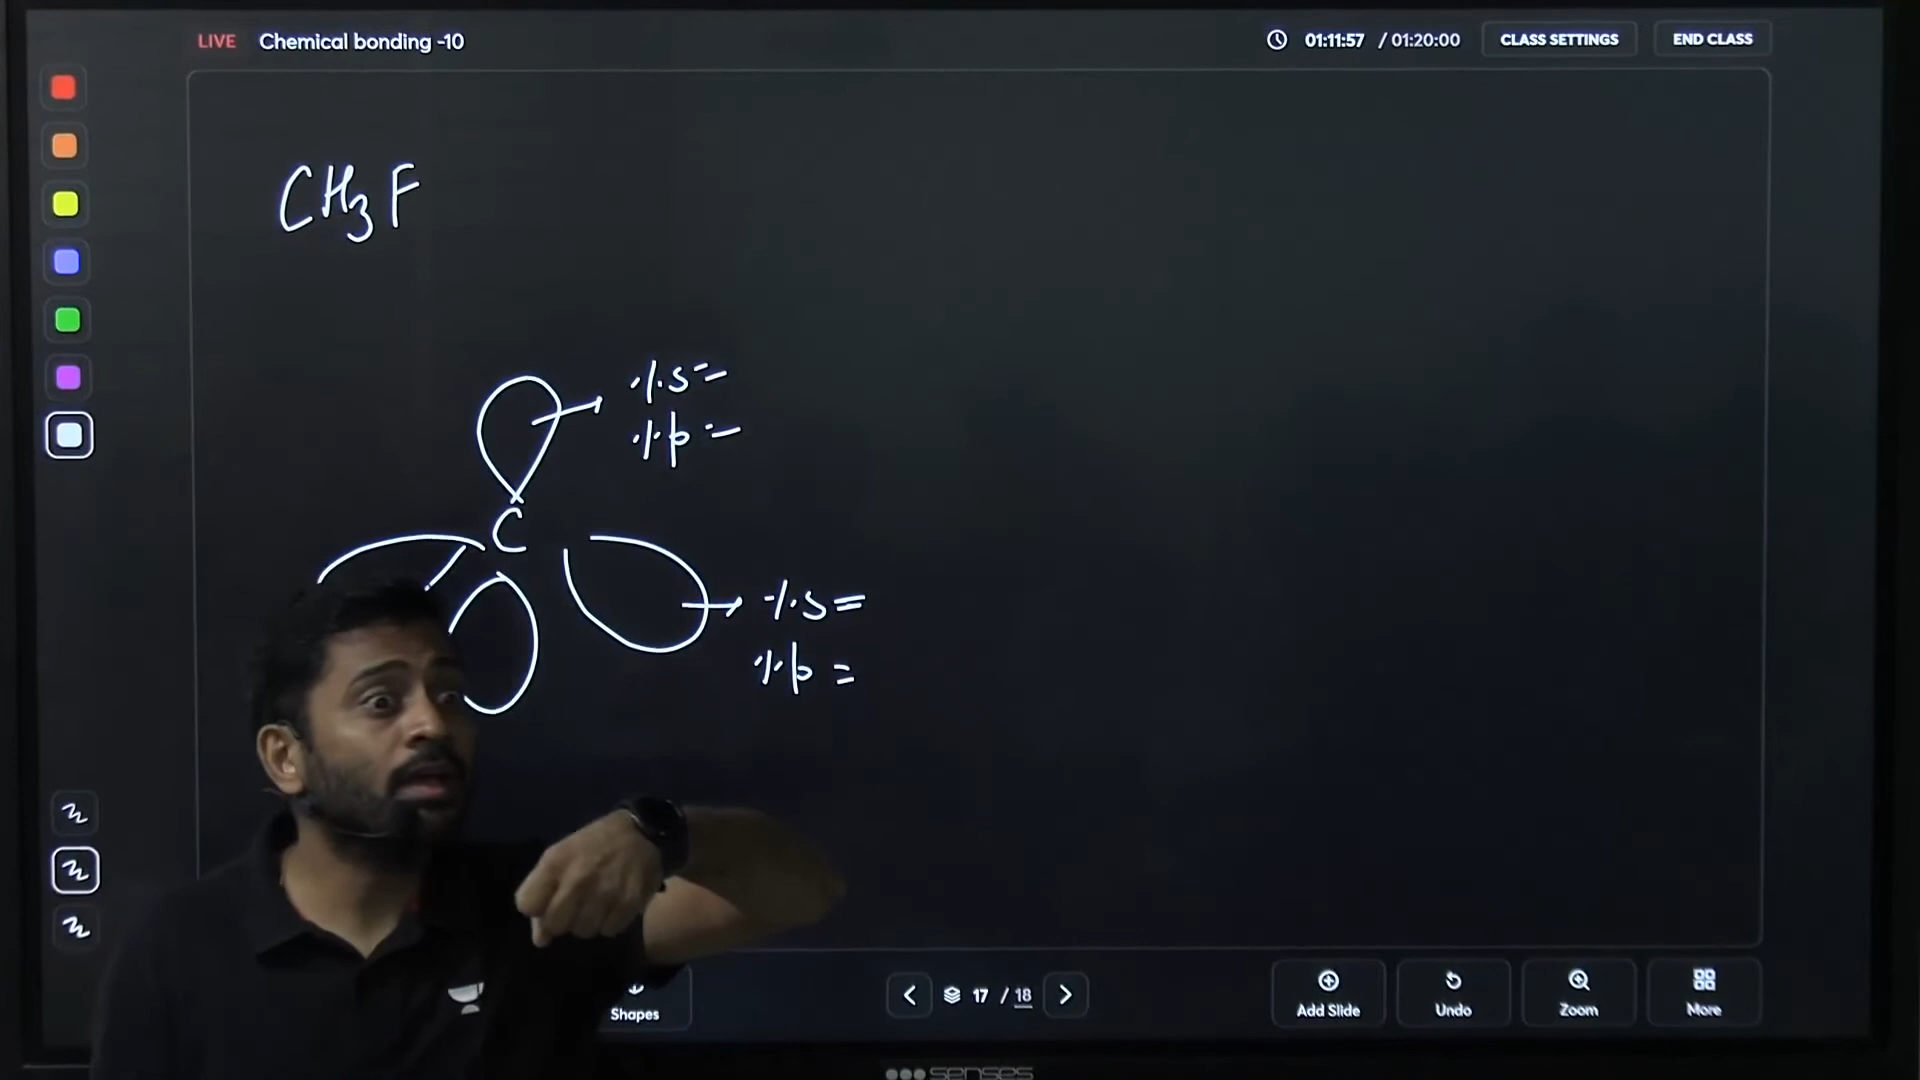 LIVE Chemical bonding -10
01:11:57 / 01:20:00
CLASS SETTINGS
END CLASS
CH₃F
%s=
%p=
C
%s=
%p=
Shapes
17 / 18
Add Slide
Undo
Zoom
More
senses